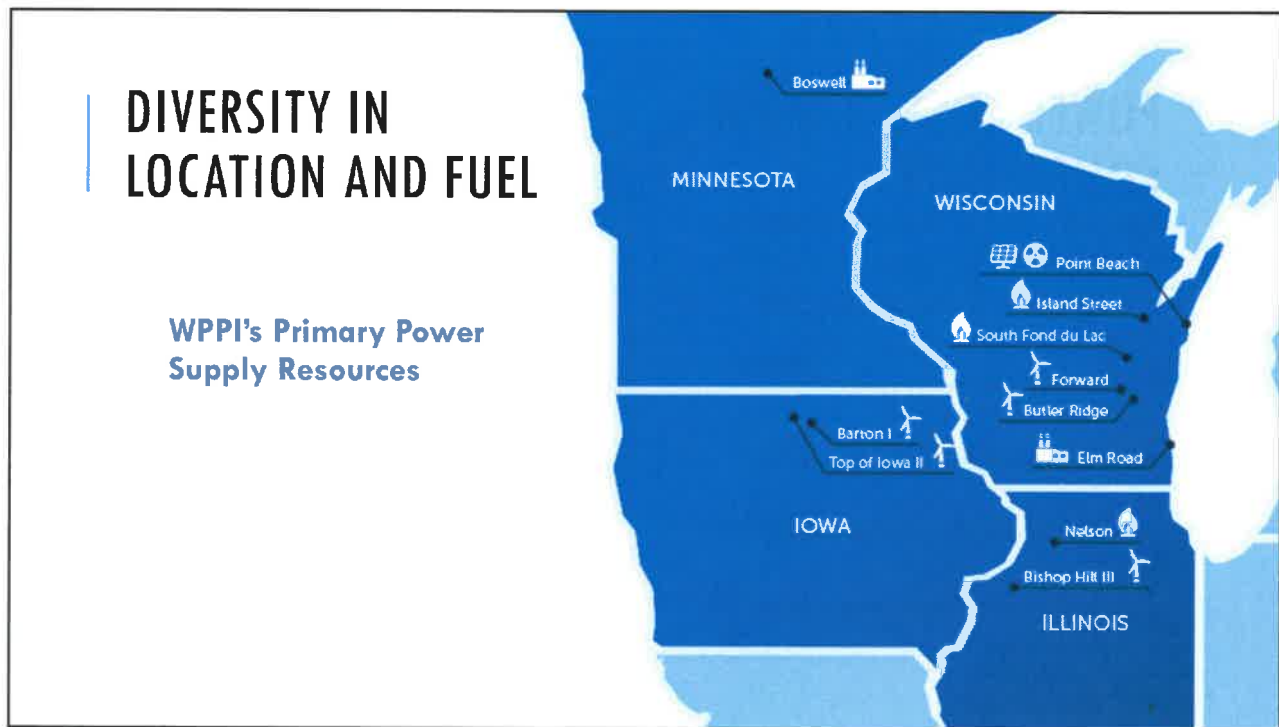 DIVERSITY IN
LOCATION AND FUEL
WPPI's Primary Power
Supply Resources
Boswell
MINNESOTA
WISCONSIN
Point Beach
Island Street
South Fond du Lac
Forward
Butler Ridge
Elm Road
Barton I
Top of Iowa II
IOWA
Nelson
Bishop Hill III
ILLINOIS